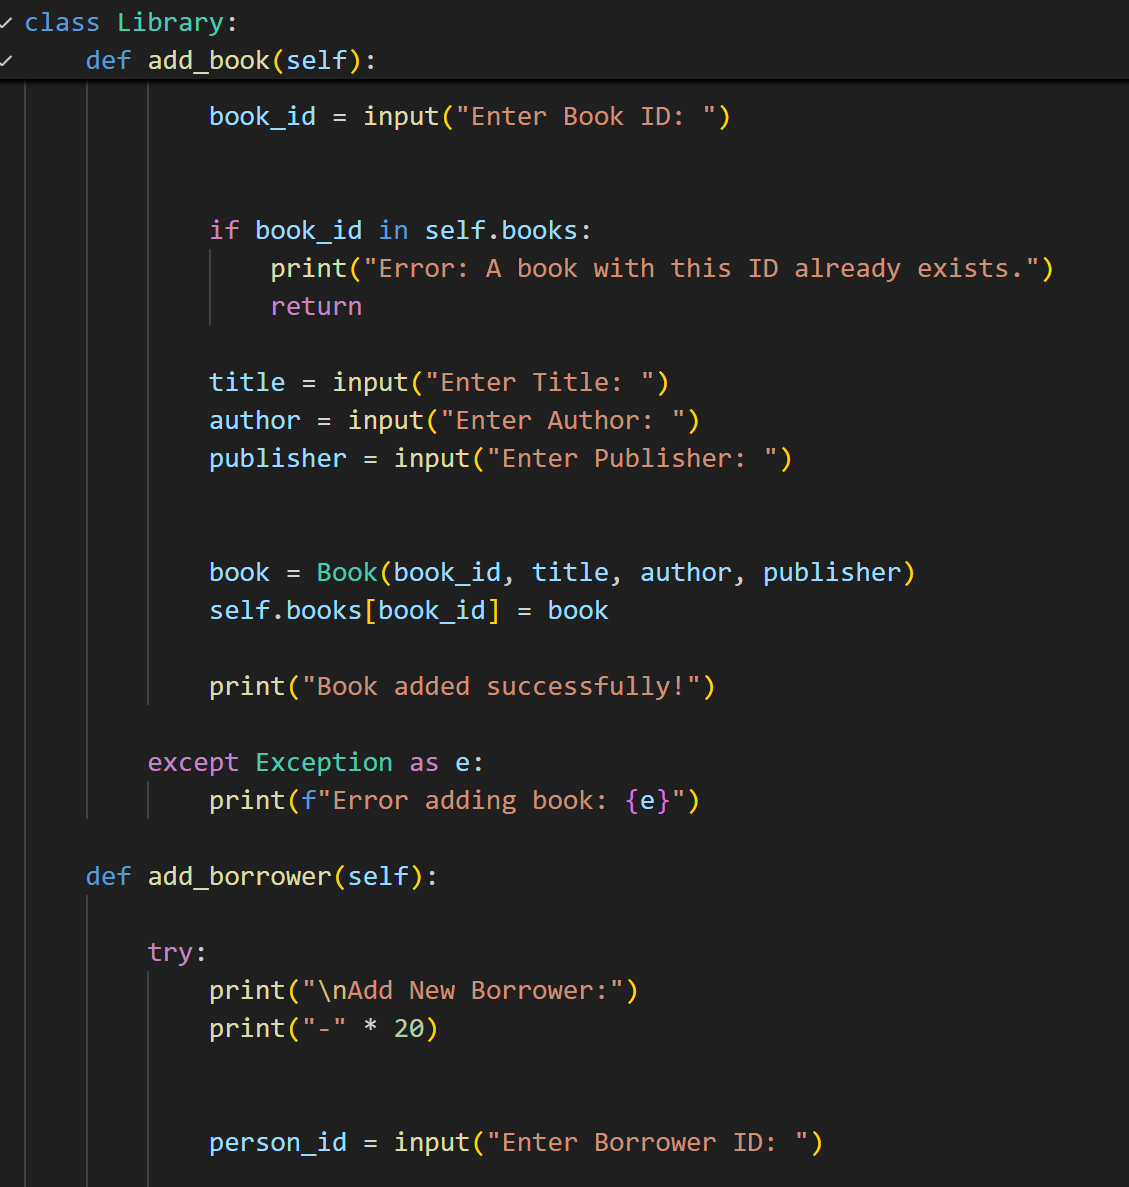 class Library:
    def add_book(self):
            book_id = input("Enter Book ID: ")
            if book_id in self.books:
                print("Error: A book with this ID already exists.")
                return
            title = input("Enter Title: ")
            author = input("Enter Author: ")
            publisher = input("Enter Publisher: ")
            book = Book(book_id, title, author, publisher)
            self.books[book_id] = book
            print("Book added successfully!")
        except Exception as e:
            print(f"Error adding book: {e}")
    def add_borrower(self):
        try:
            print("\nAdd New Borrower:")
            print("-" * 20)
            person_id = input("Enter Borrower ID: ")